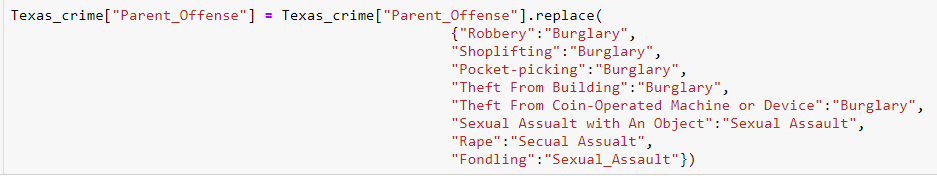 Texas_crime["Parent_Offense"] = Texas_crime["Parent_Offense"].replace(
{"Robbery":"Burglary",
"Shoplifting":"Burglary",
"Pocket-picking":"Burglary",
"Theft From Building":"Burglary",
"Theft From Coin-Operated Machine or Device":"Burglary",
"Sexual Assualt with An Object":"Sexual Assault",
"Rape":"Secual Assualt",
"Fondling":"Sexual_Assault"})